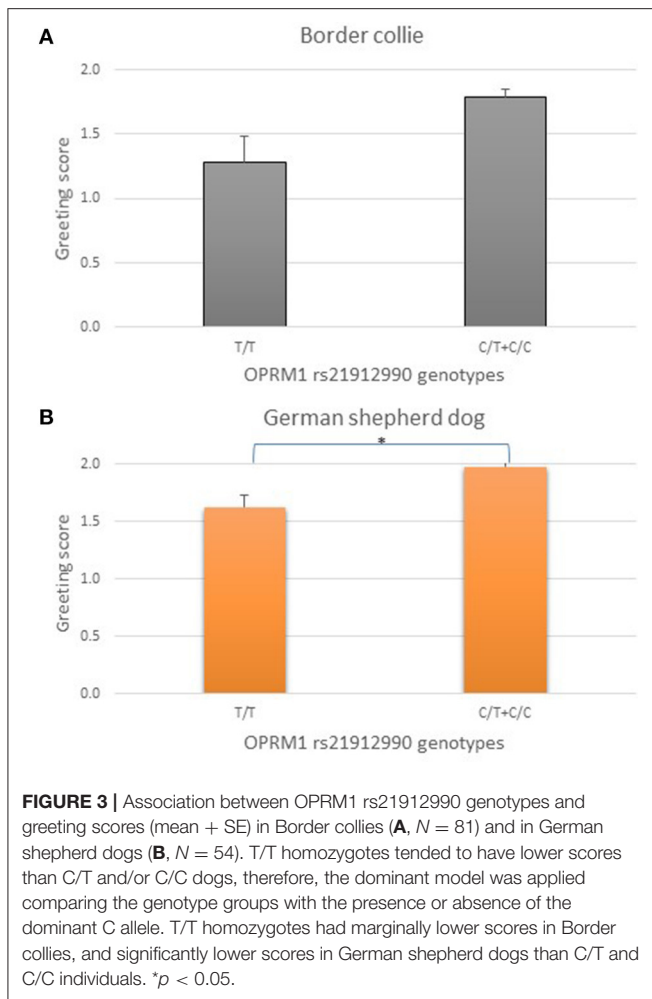 A
Border collie
2.0
1.5
1.0
0.5
0.0
Greeting score
T/T
C/T+C/C
OPRM1 rs21912990 genotypes
B
German shepherd dog
*
2.0
1.5
1.0
0.5
0.0
Greeting score
T/T
C/T+C/C
OPRM1 rs21912990 genotypes
FIGURE 3 | Association between OPRM1 rs21912990 genotypes and
greeting scores (mean + SE) in Border collies (A, N = 81) and in German
shepherd dogs (B, N = 54). T/T homozygotes tended to have lower scores
than C/T and/or C/C dogs, therefore, the dominant model was applied
comparing the genotype groups with the presence or absence of the
dominant C allele. T/T homozygotes had marginally lower scores in Border
collies, and significantly lower scores in German shepherd dogs than C/T and
C/C individuals. *p < 0.05.